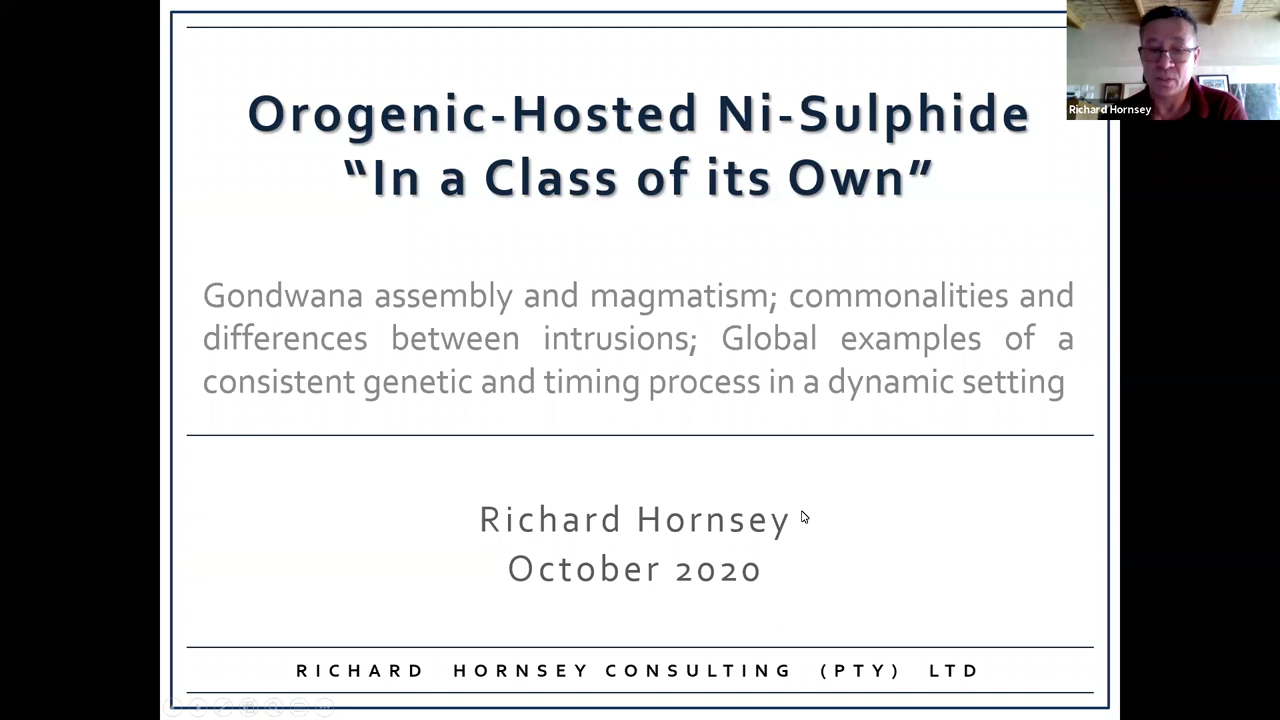 Orogenic-Hosted Ni-Sulphide
“In a Class of its Own”
Gondwana assembly and magmatism; commonalities and
differences between intrusions; Global examples of a
consistent genetic and timing process in a dynamic setting
Richard Hornsey
October 2020
RICHARD HORNSEY CONSULTING (PTY) LTD
Richard Hornsey